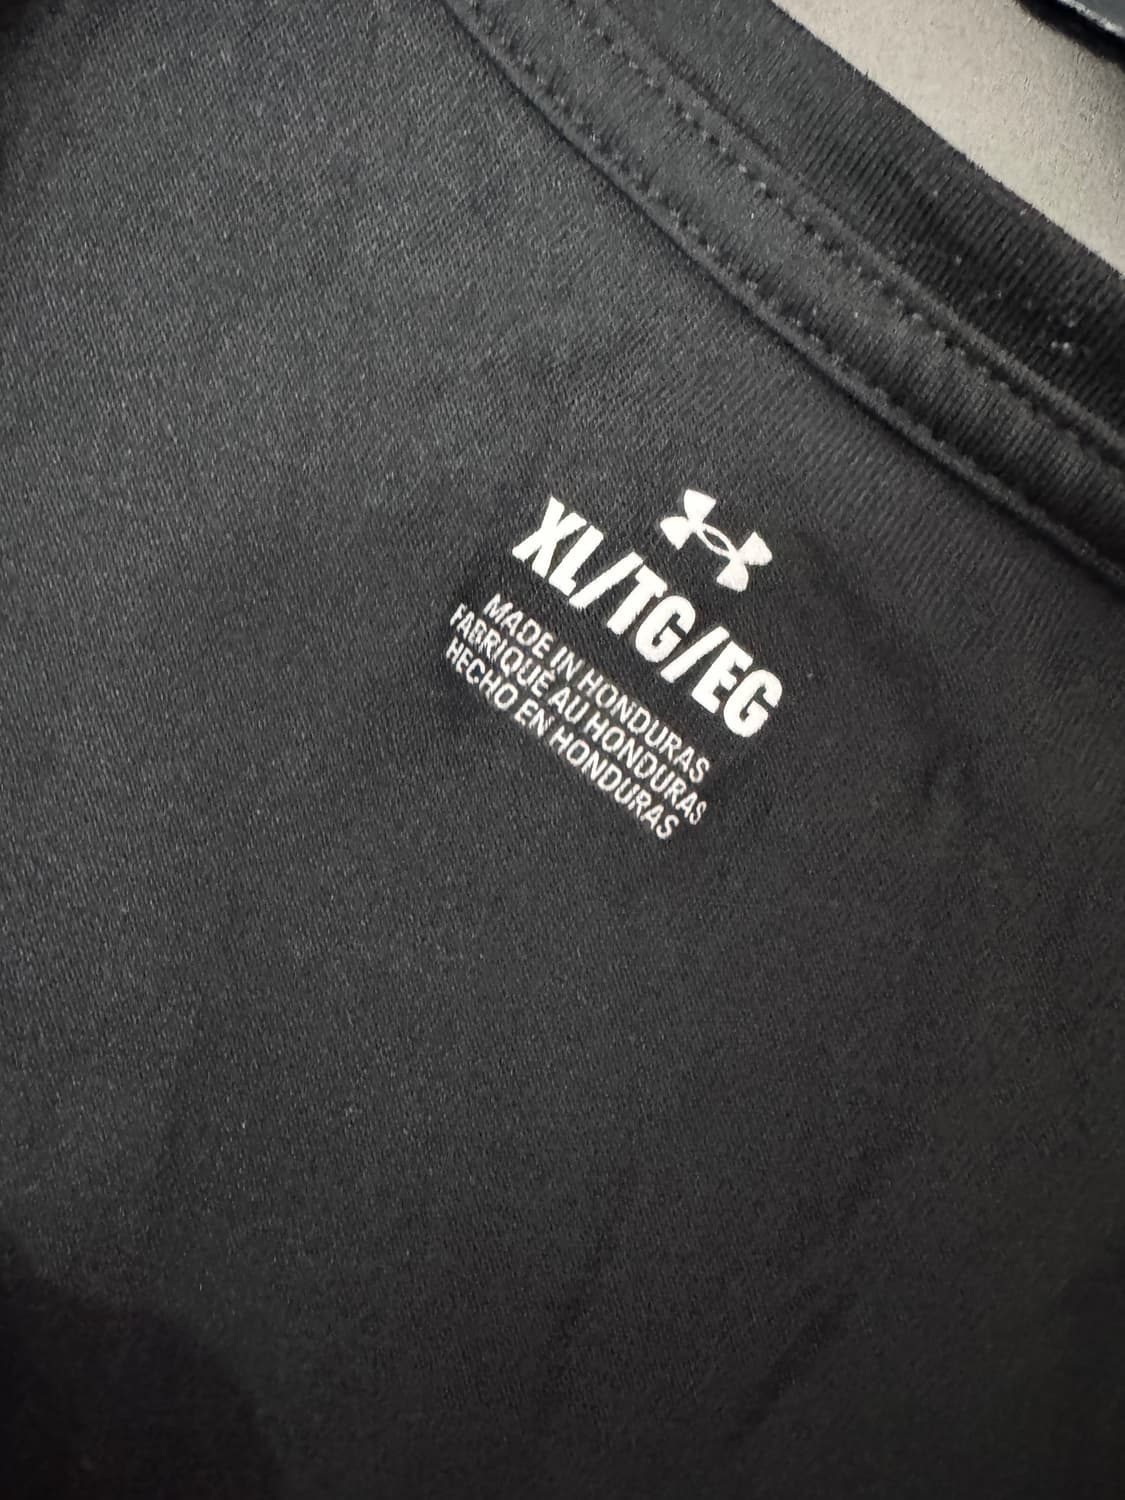 XL/TG/EG
MADE IN HONDURAS
FABRIQUÉ AU HONDURAS
HECHO EN HONDURAS